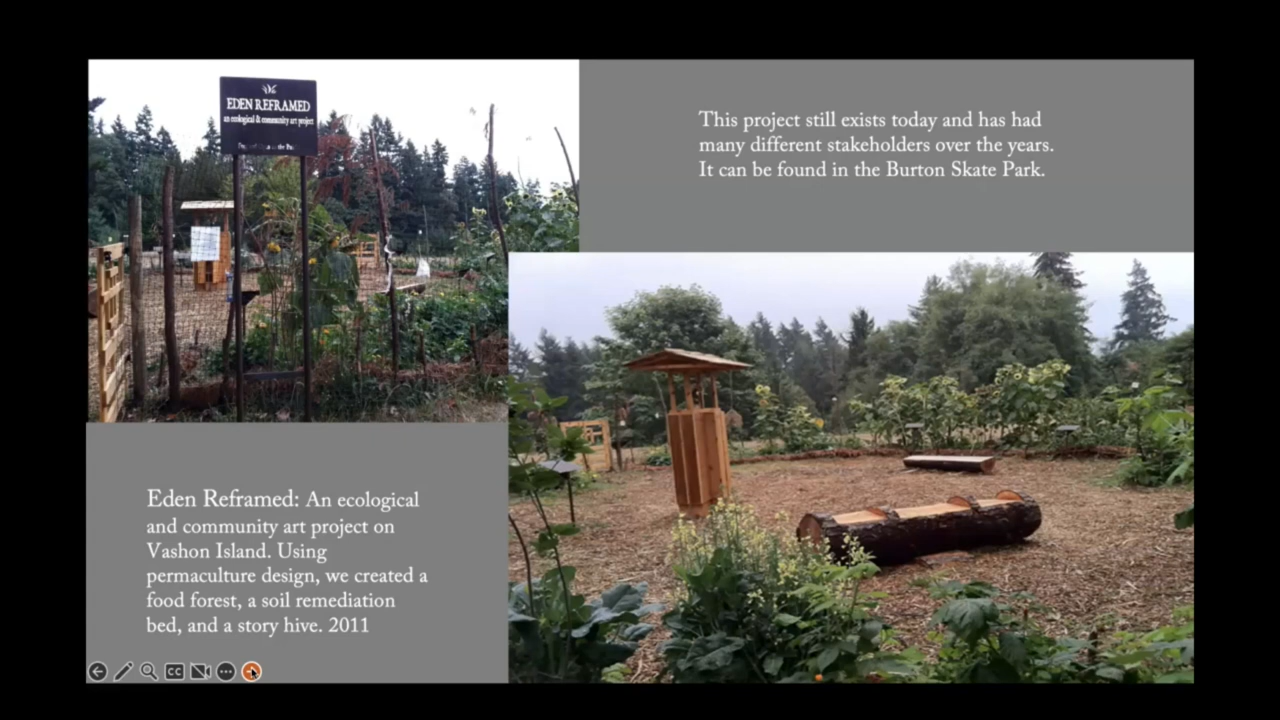 EDEN REFRAMED
an ecological & community art project
This project still exists today and has had
many different stakeholders over the years.
It can be found in the Burton Skate Park.
Eden Reframed: An ecological
and community art project on
Vashon Island. Using
permaculture design, we created a
food forest, a soil remediation
bed, and a story hive. 2011
CC